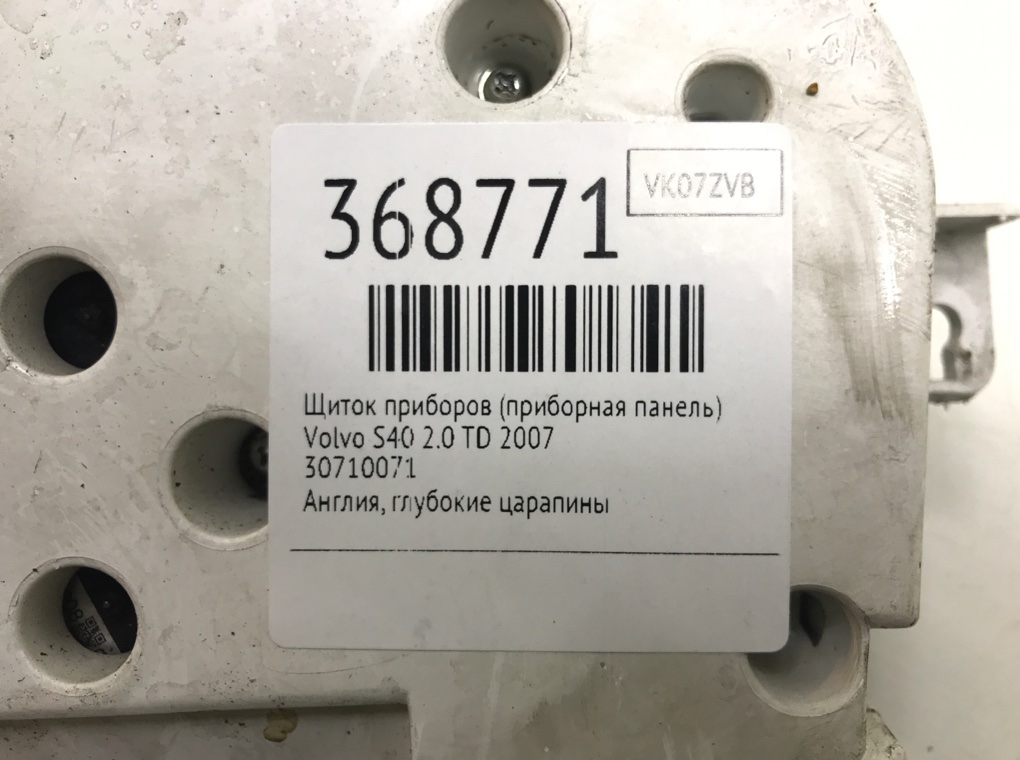 368771
VK07ZVB
Щиток приборов (приборная панель)
Volvo S40 2.0 TD 2007
30710071
Англия, глубокие царапины